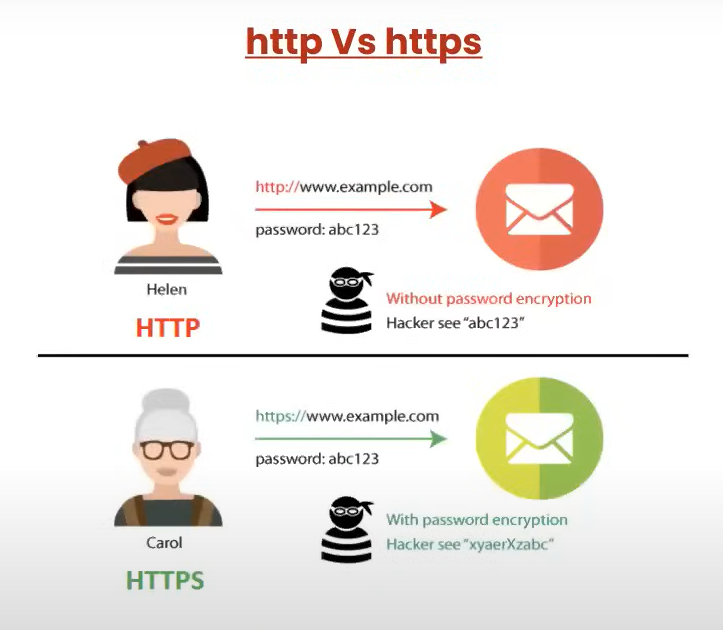 http Vs https
http://www.example.com
password: abc123
Helen
HTTP
Without password encryption
Hacker see "abc123"
https://www.example.com
password: abc123
Carol
HTTPS
With password encryption
Hacker see "xyaerXzabc"